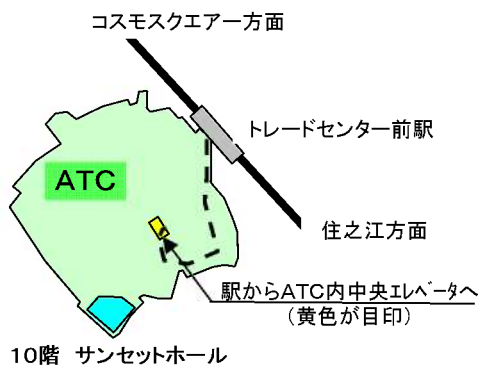 コスモスクエアー方面
トレードセンター前駅
ATC
住之江方面
駅からATC内中央エレベータへ
(黄色が目印)
10階 サンセットホール